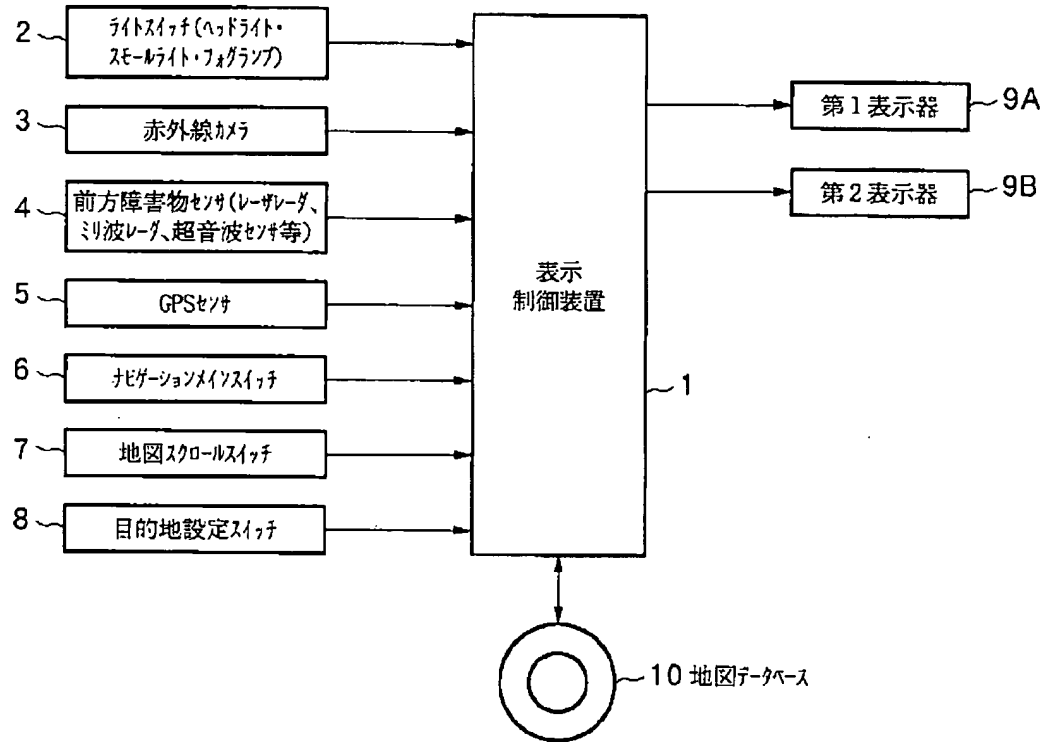 2
ﾗｲﾄｽｲｯﾁ(ﾍｯﾄﾞﾗｲﾄ・
ｽﾓｰﾙﾗｲﾄ・ﾌｫｸﾞﾗﾝﾌﾟ)
3
赤外線ｶﾒﾗ
4
前方障害物ｾﾝｻ(ﾚｰｻﾞﾚｰﾀﾞ、
ﾐﾘ波ﾚｰﾀﾞ、超音波ｾﾝｻ等)
5
GPSｾﾝｻ
6
ﾅﾋﾞｹﾞｰｼｮﾝﾒｲﾝｽｲｯﾁ
7
地図ｽｸﾛｰﾙｽｲｯﾁ
8
目的地設定ｽｲｯﾁ
表示
制御装置
1
第1表示器
9A
第2表示器
9B
10 地図ﾃﾞｰﾀﾍﾞｰｽ